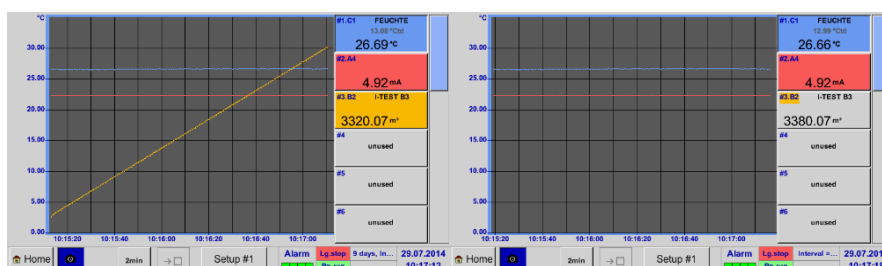 °C
30.00
25.00
20.00
15.00
10.00
5.00
0.00
10:15:20 10:15:40 10:16:00 10:16:20 10:16:40 10:17:00
#1.C1 FEUCHTE
26.69 °C
#2.A4
4.92 mA
#3.B2 I-TEST B3
3320.07 m³
#4
unused
#5
unused
#6
unused
Home 2min Setup #1 Alarm Lg.stop 9 days, In... 29.07.2014
°C
30.00
25.00
20.00
15.00
10.00
5.00
0.00
10:15:20 10:15:40 10:16:00 10:16:20 10:16:40 10:17:00
#1.C1 FEUCHTE
12.99 °Ctd
26.66 °C
#2.A4
4.92 mA
#3.B2 I-TEST B3
3380.07 m³
#4
unused
#5
unused
#6
unused
Home 2min Setup #1 Alarm Lg.stop Interval =... 29.07.201